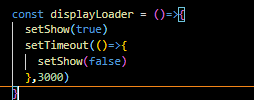 const displayLoader = ()=>{
setShow(true)
setTimeout(()=>{
setShow(false)
},3000)
}